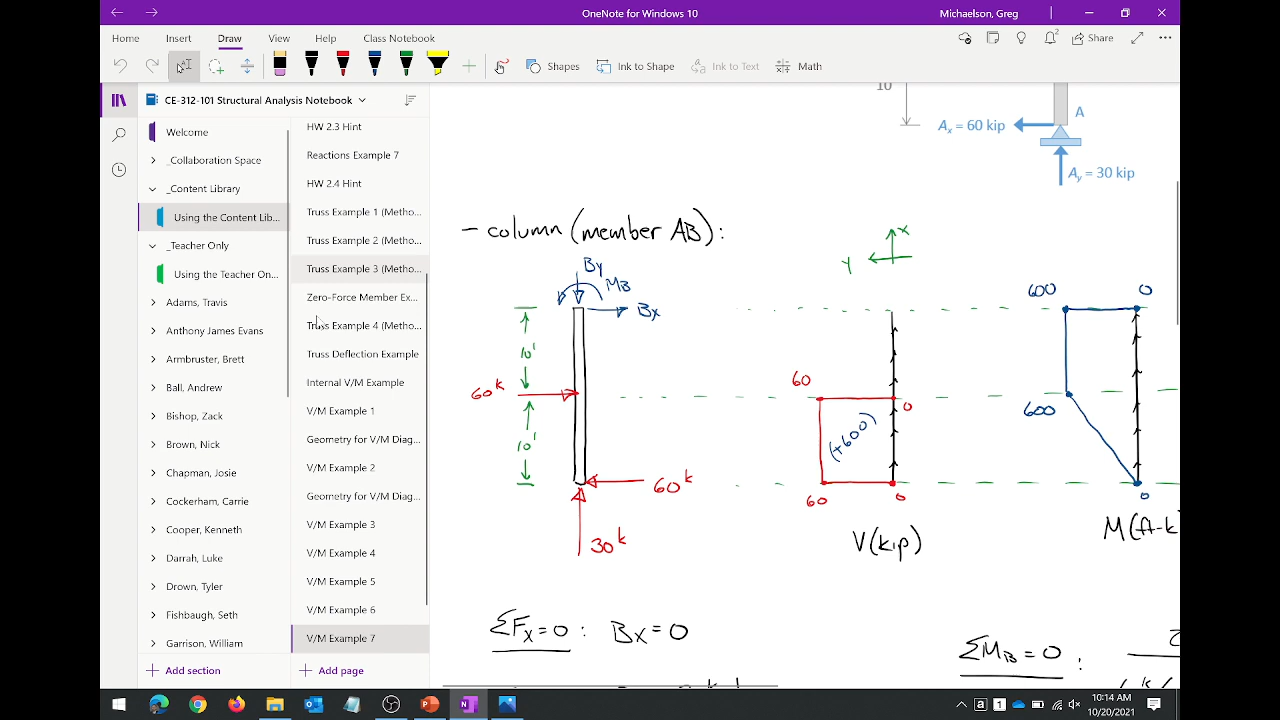 OneNote for Windows 10
Michaelson, Greg
Home
Insert
Draw
View
Help
Class Notebook
Share
Shapes
Ink to Shape
Ink to Text
Math
CE-312-101 Structural Analysis Notebook
Welcome
_Collaboration Space
_Content Library
Using the Content Lib...
_Teacher Only
Using the Teacher On...
Adams, Travis
Anthony James Evans
Armbruster, Brett
Ball, Andrew
Bishop, Zack
Brown, Nick
Chapman, Josie
Cockerham, Carrie
Cooper, Kenneth
Darrah, Luke
Drown, Tyler
Fishbaugh, Seth
Garrison, William
Add section
HW 2.3 Hint
Reactions Example 7
HW 2.4 Hint
Truss Example 1 (Metho...
Truss Example 2 (Metho...
Truss Example 3 (Metho...
Zero-Force Member Ex...
Truss Example 4 (Metho...
Truss Deflection Example
Internal V/M Example
V/M Example 1
Geometry for V/M Diag...
V/M Example 2
Geometry for V/M Diag...
V/M Example 3
V/M Example 4
V/M Example 5
V/M Example 6
V/M Example 7
Add page
10
A
Ax = 60 kip
Ay = 30 kip
- column (member AB):
By
MB
Bx
10'
60k
10'
60k
30k
X
Y
60
0
(+600)
60
0
V(kip)
600
0
600
0
M(ft-k
ΣFx=0: Bx=0
ΣMB=0:
10:14 AM
10/20/2021